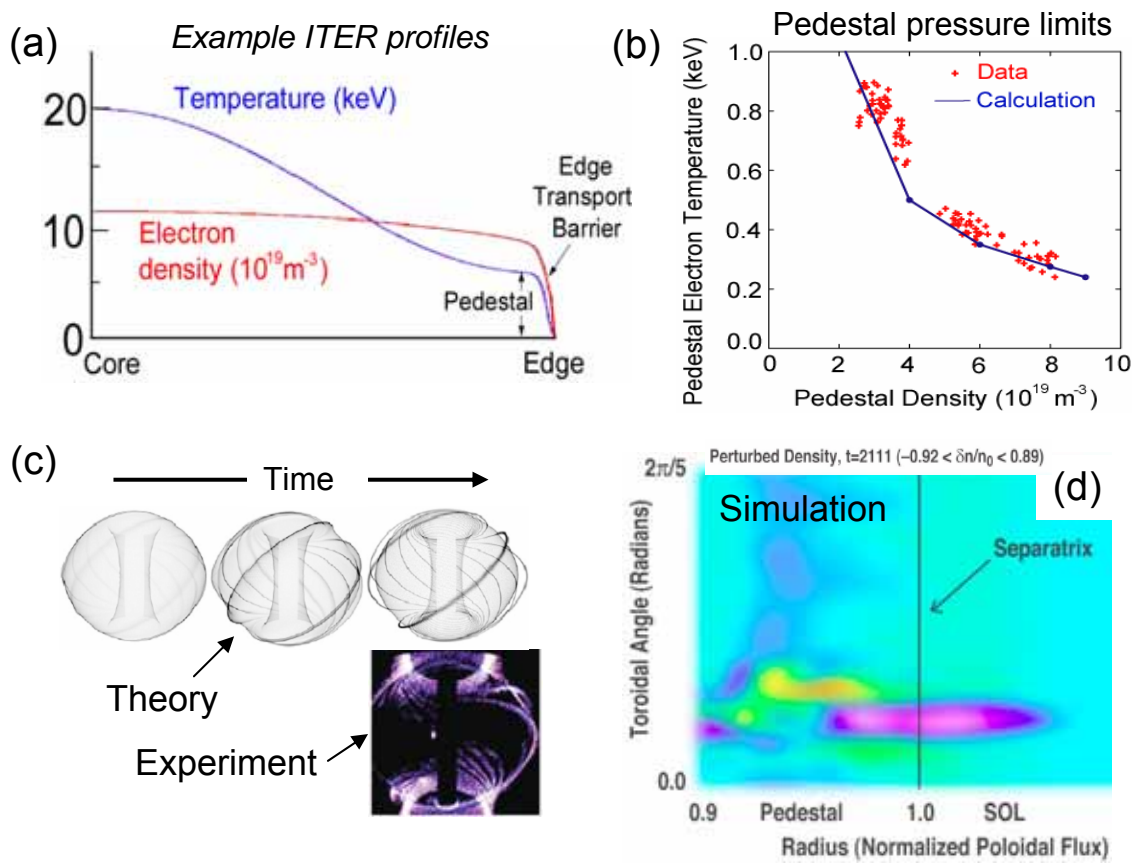 (a)
Example ITER profiles
Temperature (keV)
20
10
0
Electron
density (10¹⁹m⁻³)
Edge
Transport
Barrier
Pedestal
Core
Edge
(b)
Pedestal pressure limits
Pedestal Electron Temperature (keV)
1.0
0.8
0.6
0.4
0.2
0.0
Data
Calculation
0
2
4
6
8
10
Pedestal Density (10¹⁹ m⁻³)
(c)
Time
Theory
Experiment
(d)
Perturbed Density, t=2111 (−0.92 < δn/n₀ < 0.89)
Simulation
Separatrix
Toroidal Angle (Radians)
2π/5
0.0
0.9
Pedestal
1.0
SOL
Radius (Normalized Poloidal Flux)